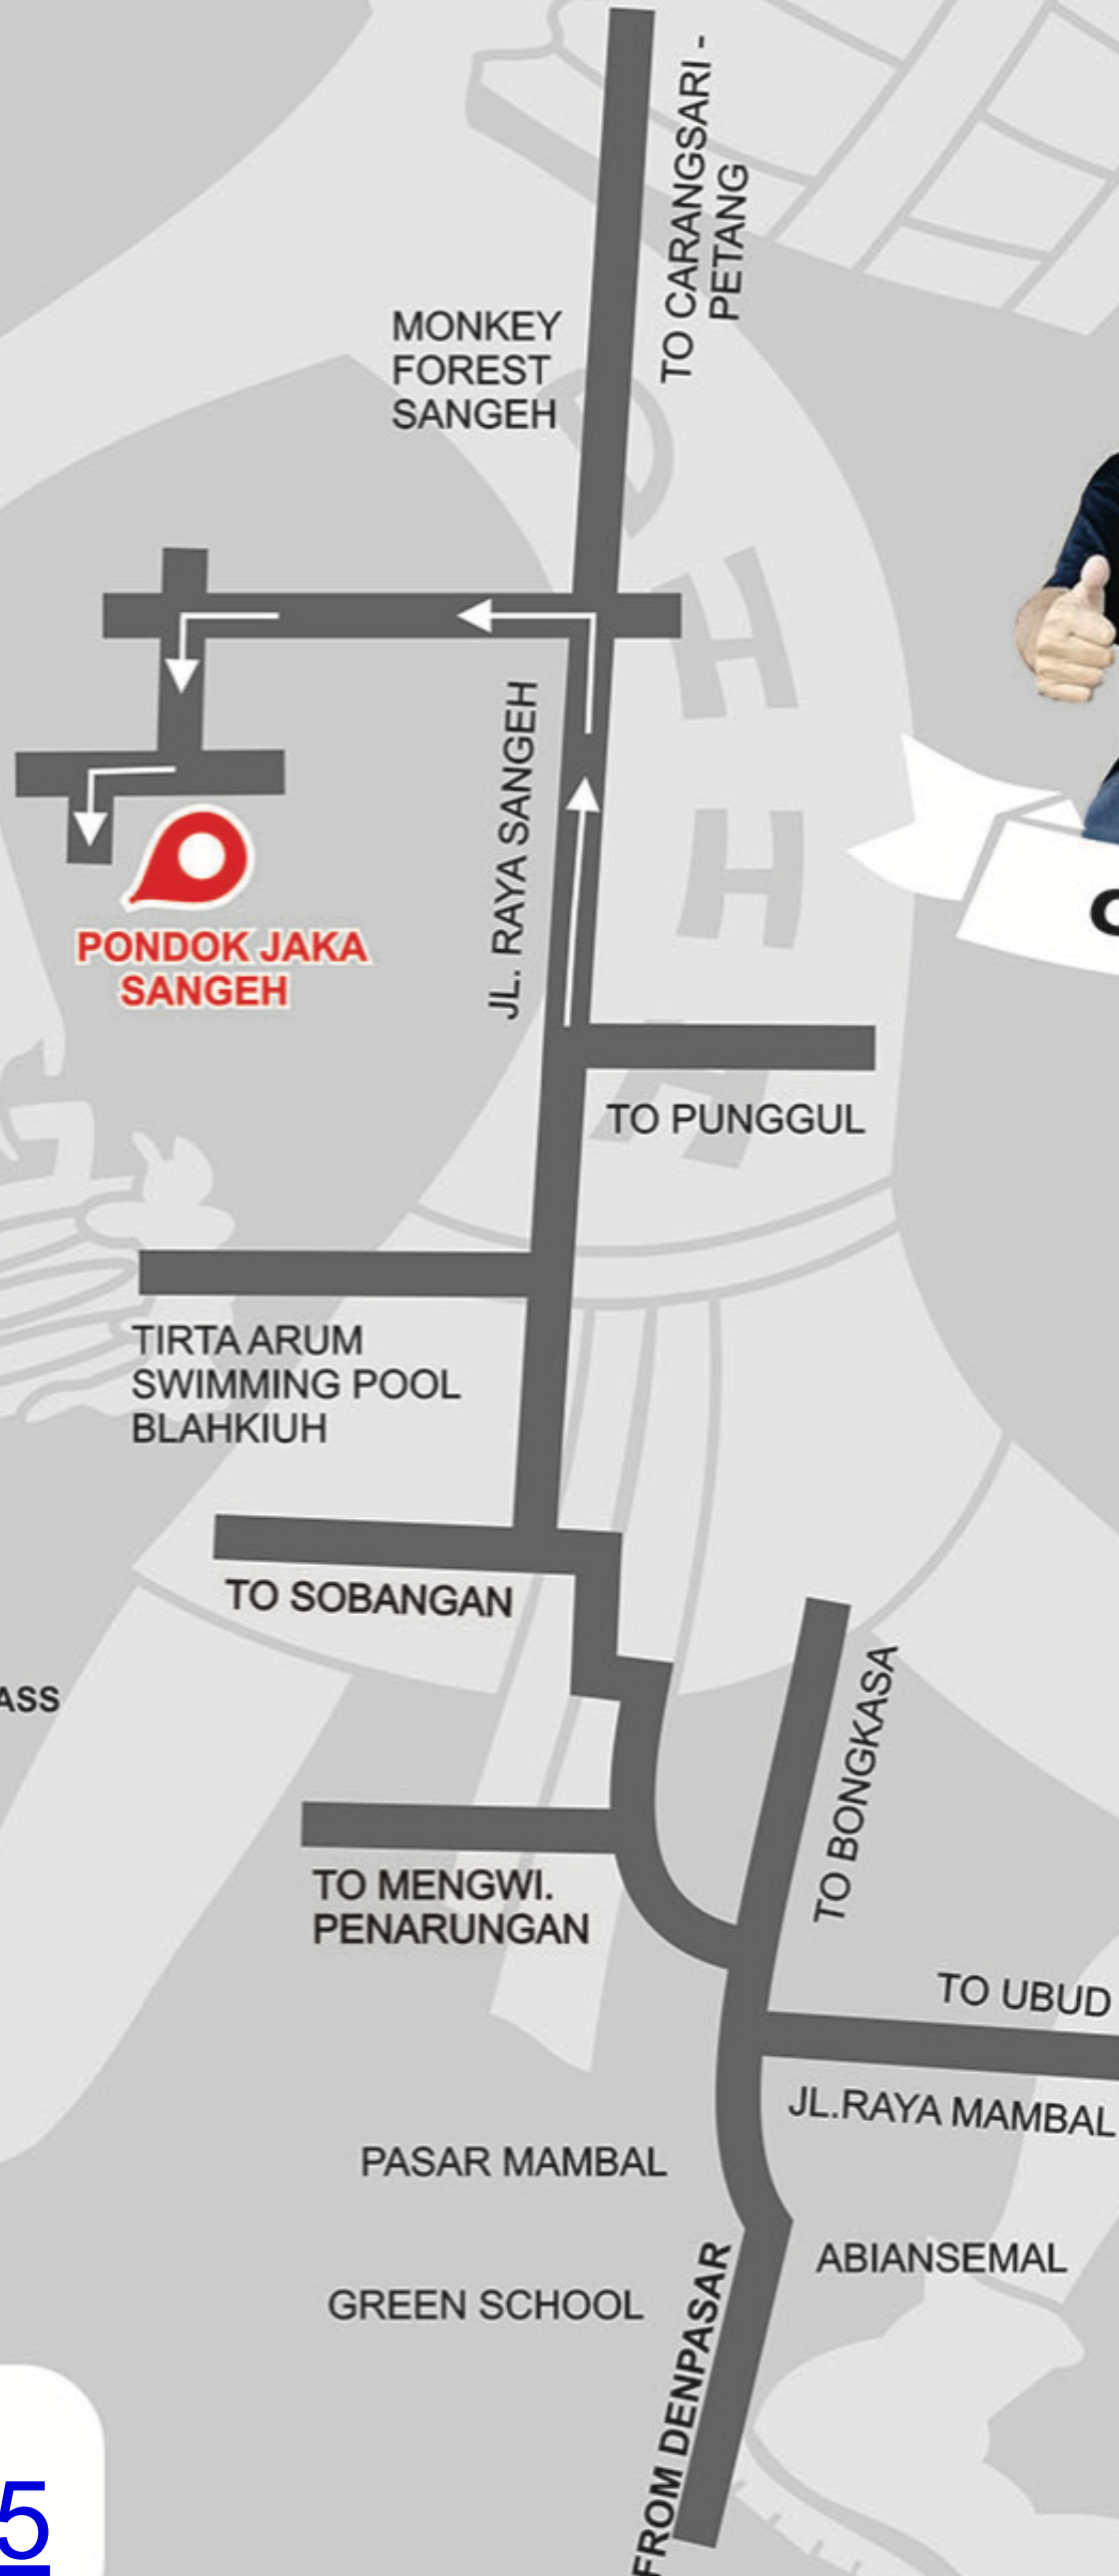 TO CARANGSARI -
PETANG
MONKEY
FOREST
SANGEH
JL. RAYA SANGEH
PONDOK JAKA
SANGEH
TO PUNGGUL
TIRTA ARUM
SWIMMING POOL
BLAHKIUH
TO SOBANGAN
ASS
TO BONGKASA
TO MENGWI.
PENARUNGAN
TO UBUD
JL.RAYA MAMBAL
PASAR MAMBAL
ABIANSEMAL
GREEN SCHOOL
FROM DENPASAR
5